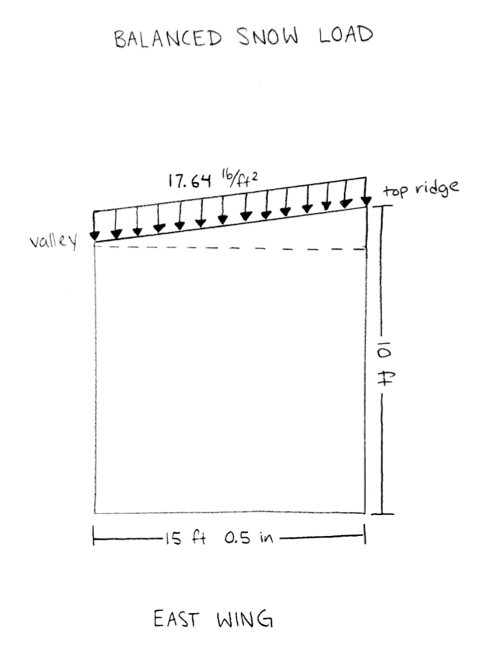 BALANCED SNOW LOAD
17.64 lb/ft²
top ridge
valley
10 ft
15 ft 0.5 in
EAST WING